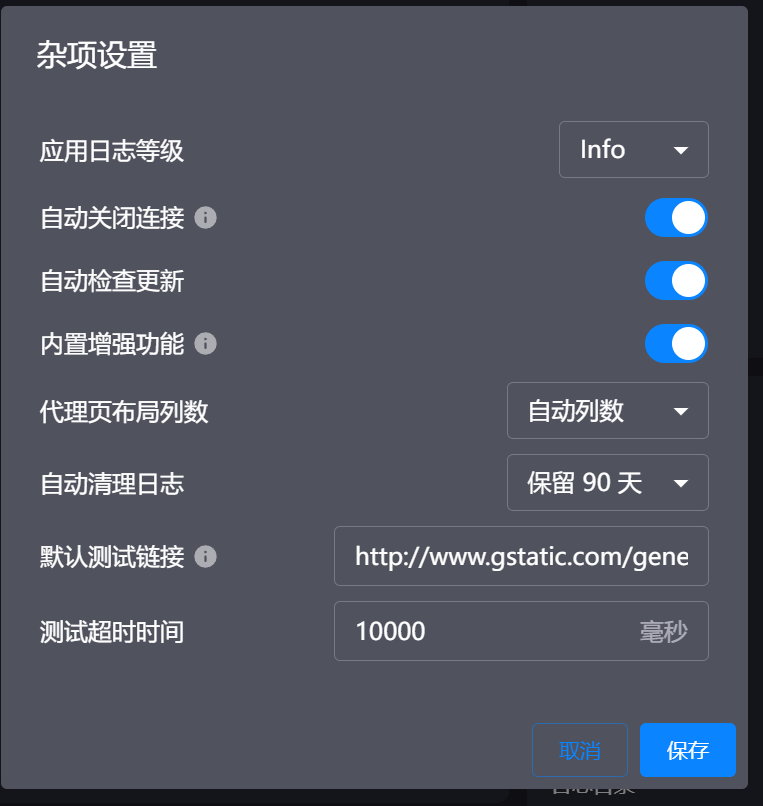 杂项设置
应用日志等级 Info
自动关闭连接
自动检查更新
内置增强功能
代理页布局列数 自动列数
自动清理日志 保留 90 天
默认测试链接 http://www.gstatic.com/gene
测试超时时间 10000 毫秒
取消 保存